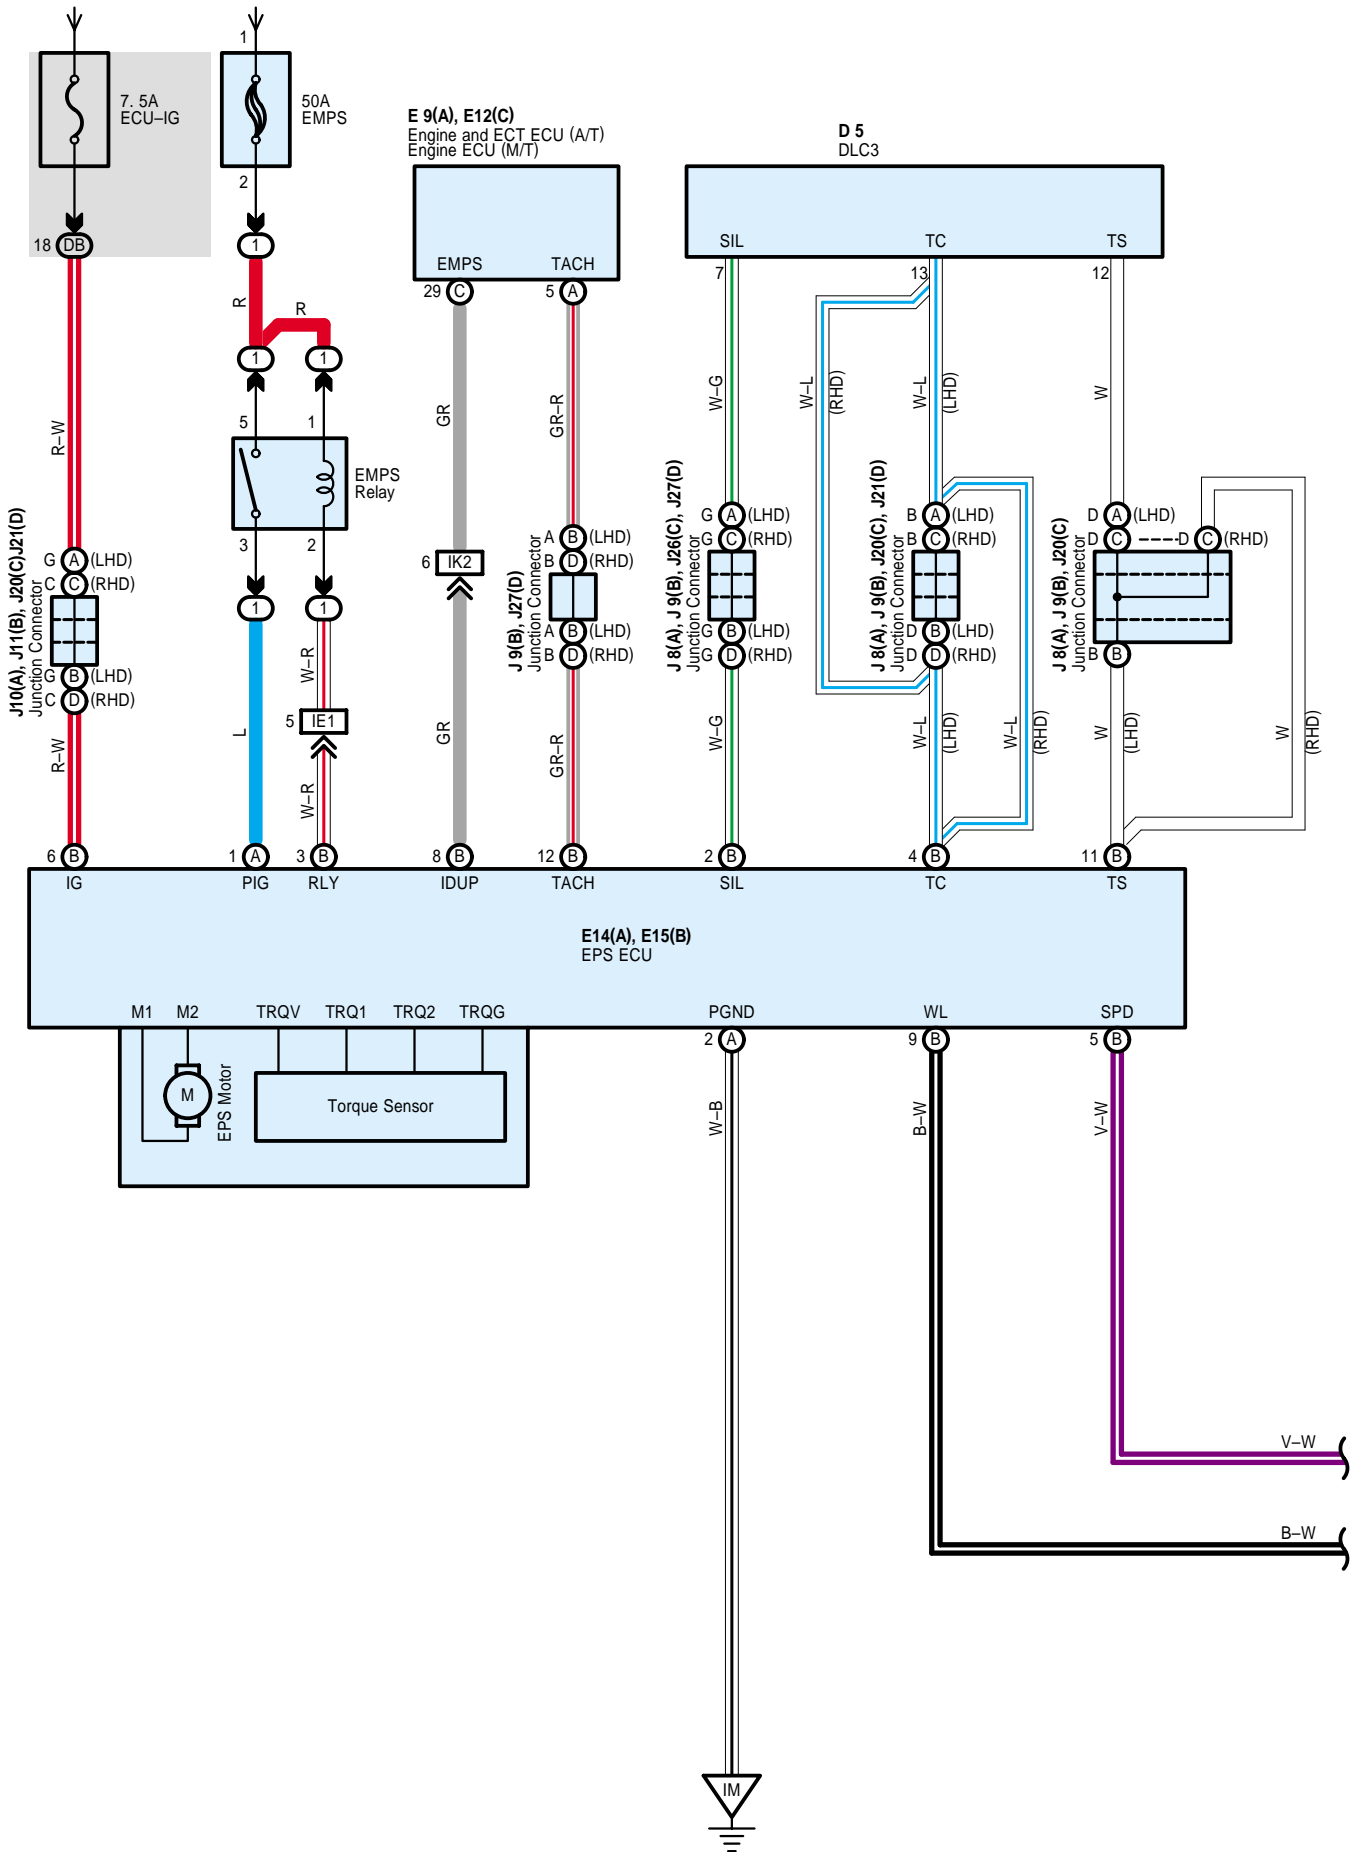 1
7. 5A
ECU–IG
50A
EMPS
2
18 DB
1
R
R
1 1
5 1
EMPS
Relay
3 2
1 1
E 9(A), E12(C)
Engine and ECT ECU (A/T)
Engine ECU (M/T)
EMPS TACH
29 C 5 A
D 5
DLC3
SIL TC TS
7 13 12
R–W
GR
GR–R
W–G
W–L
(RHD)
W–L
(LHD)
W
J10(A), J11(B), J20(C)J21(D)
Junction Connector
G A (LHD)
C C (RHD)
G B (LHD)
C D (RHD)
R–W
L
W–R
5 IE1
W–R
6 IK2
GR
J 9(B), J27(D)
Junction Connector
A B (LHD)
B D (RHD)
A B (LHD)
B D (RHD)
GR–R
J 8(A), J 9(B), J26(C), J27(D)
Junction Connector
G A (LHD)
G C (RHD)
G B (LHD)
G D (RHD)
W–G
J 8(A), J 9(B), J20(C), J21(D)
Junction Connector
B A (LHD)
B C (RHD)
D B (LHD)
D D (RHD)
W–L
(LHD)
W–L
(RHD)
J 8(A), J 9(B), J20(C)
Junction Connector
D A (LHD)
D C D C (RHD)
B B
W
(LHD)
W
(RHD)
6 B 1 A 3 B 8 B 12 B 2 B 4 B 11 B
IG PIG RLY IDUP TACH SIL TC TS
E14(A), E15(B)
EPS ECU
M1 M2 TRQV TRQ1 TRQ2 TRQG PGND WL SPD
2 A 9 B 5 B
M
EPS Motor
Torque Sensor
W–B
B–W
V–W
V–W
B–W
IM